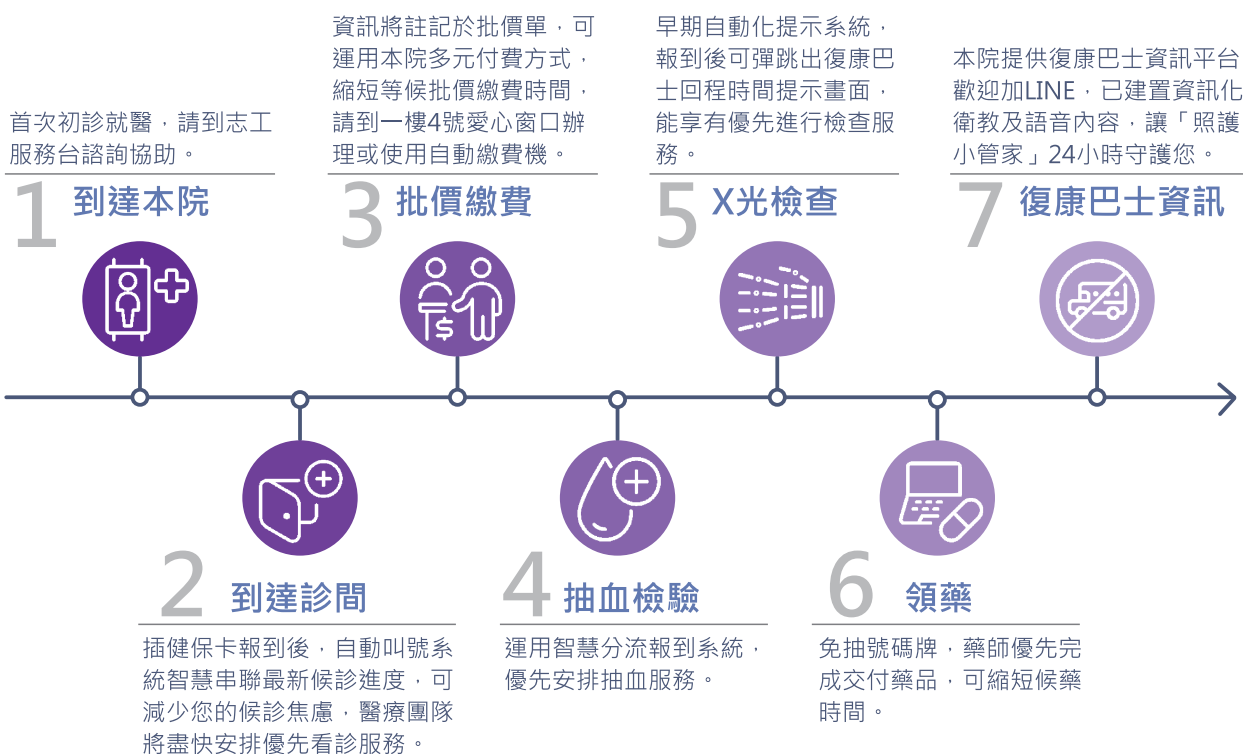 首次初診就醫，請到志工
服務台諮詢協助。
1 到達本院
插健保卡報到後，自動叫號系
統智慧串聯最新候診進度，可
減少您的候診焦慮，醫療團隊
將盡快安排優先看診服務。
2 到達診間
資訊將註記於批價單，可
運用本院多元付費方式，
縮短等候批價繳費時間，
請到一樓4號愛心窗口辦
理或使用自動繳費機。
3 批價繳費
$
4 抽血檢驗
運用智慧分流報到系統，
優先安排抽血服務。
早期自動化提示系統，
報到後可彈跳出復康巴
士回程時間提示畫面，
能享有優先進行檢查服
務。
5 X光檢查
6 領藥
免抽號碼牌，藥師優先完
成交付藥品，可縮短候藥
時間。
本院提供復康巴士資訊平台
歡迎加LINE，已建置資訊化
衛教及語音內容，讓「照護
小管家」24小時守護您。
7 復康巴士資訊